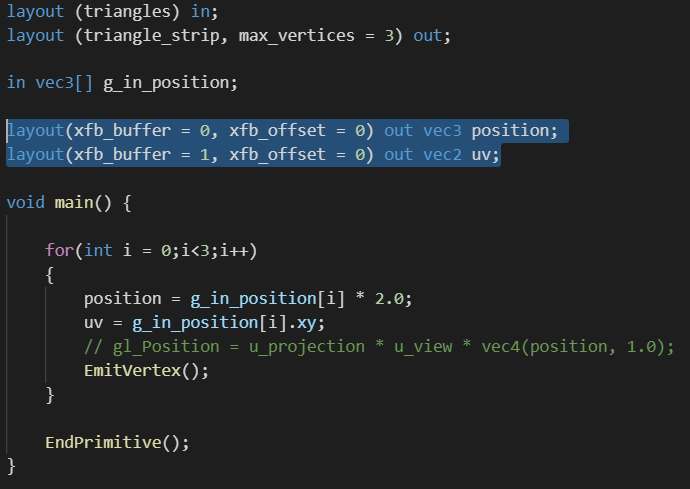 layout (triangles) in;
layout (triangle_strip, max_vertices = 3) out;
in vec3[] g_in_position;
layout(xfb_buffer = 0, xfb_offset = 0) out vec3 position;
layout(xfb_buffer = 1, xfb_offset = 0) out vec2 uv;
void main() {
for(int i = 0;i<3;i++)
{
position = g_in_position[i] * 2.0;
uv = g_in_position[i].xy;
// gl_Position = u_projection * u_view * vec4(position, 1.0);
EmitVertex();
}
EndPrimitive();
}